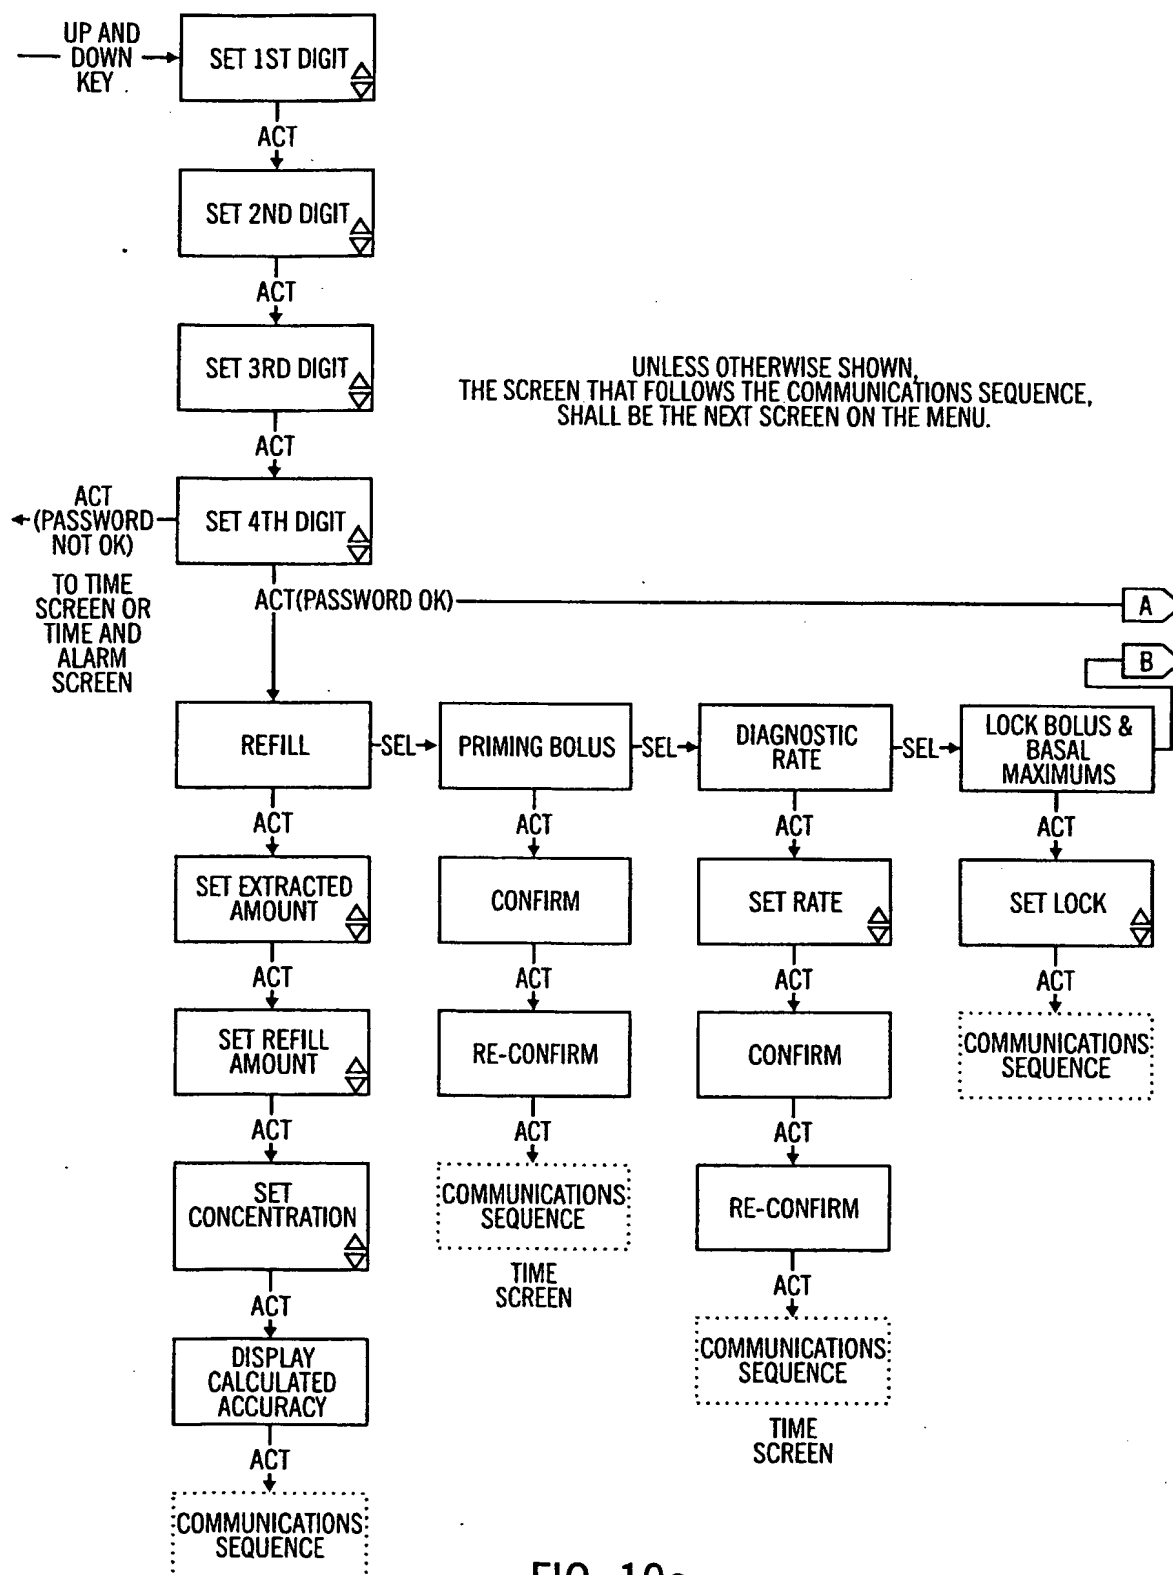 UP AND
DOWN
KEY
SET 1ST DIGIT
ACT
SET 2ND DIGIT
ACT
SET 3RD DIGIT
UNLESS OTHERWISE SHOWN,
THE SCREEN THAT FOLLOWS THE COMMUNICATIONS SEQUENCE,
SHALL BE THE NEXT SCREEN ON THE MENU.
ACT
ACT
(PASSWORD
NOT OK)
SET 4TH DIGIT
TO TIME
SCREEN OR
TIME AND
ALARM
SCREEN
ACT(PASSWORD OK)
A
B
REFILL
SEL
PRIMING BOLUS
SEL
DIAGNOSTIC
RATE
SEL
LOCK BOLUS &
BASAL
MAXIMUMS
ACT
ACT
ACT
ACT
SET EXTRACTED
AMOUNT
CONFIRM
SET RATE
SET LOCK
ACT
ACT
ACT
ACT
SET REFILL
AMOUNT
RE-CONFIRM
CONFIRM
COMMUNICATIONS
SEQUENCE
ACT
ACT
ACT
SET
CONCENTRATION
COMMUNICATIONS
SEQUENCE
TIME
SCREEN
RE-CONFIRM
ACT
ACT
DISPLAY
CALCULATED
ACCURACY
COMMUNICATIONS
SEQUENCE
TIME
SCREEN
ACT
COMMUNICATIONS
SEQUENCE